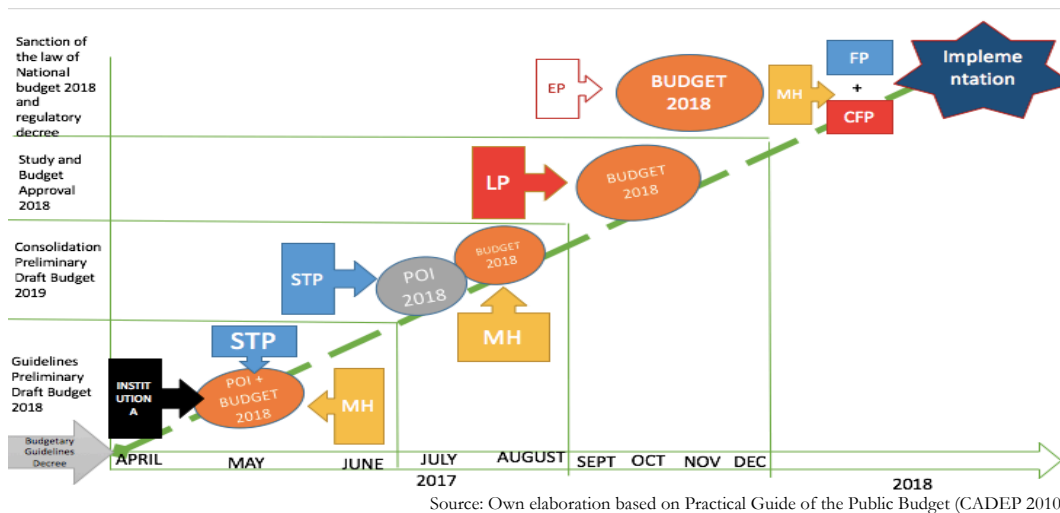 Sanction of
the law of
National
budget 2018
and
regulatory
decree
EP
BUDGET
2018
MH
FP
+
CFP
Impleme
ntation
Study and
Budget
Approval
2018
LP
BUDGET
2018
Consolidation
Preliminary
Draft Budget
2019
STP
POI
2018
BUDGET
2018
MH
Guidelines
Preliminary
Draft Budget
2018
INSTIT
UTION
A
STP
POI +
BUDGET
2018
MH
Budgetary
Guidelines
Decree
APRIL
MAY
JUNE
JULY
AUGUST
SEPT
OCT
NOV
DEC
2017
2018
Source: Own elaboration based on Practical Guide of the Public Budget (CADEP 2010